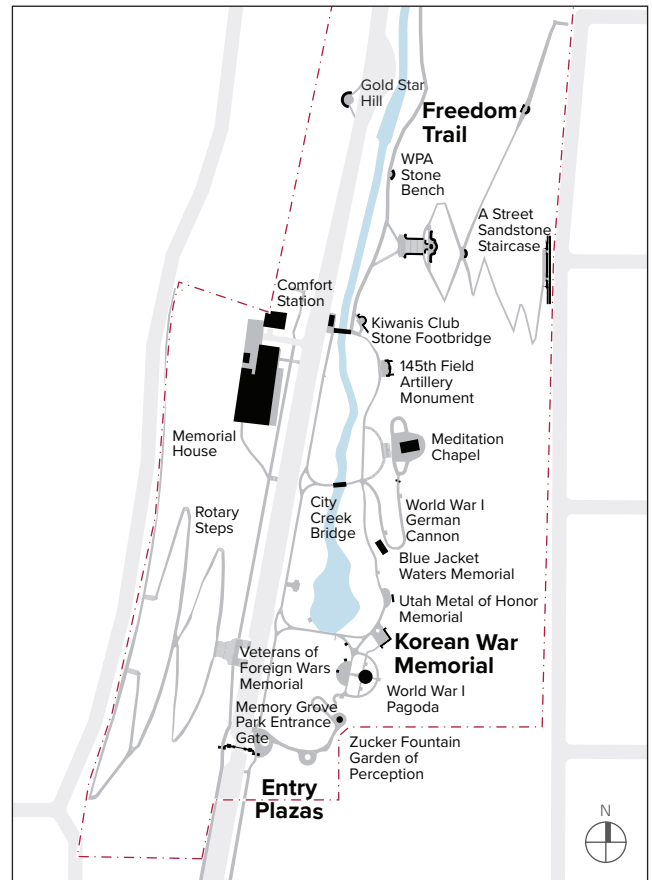 Gold Star
Hill
Freedom
Trail
WPA
Stone
Bench
A Street
Sandstone
Staircase
Comfort
Station
Kiwanis Club
Stone Footbridge
145th Field
Artillery
Monument
Memorial
House
Meditation
Chapel
Rotary
Steps
City
Creek
Bridge
World War I
German
Cannon
Blue Jacket
Waters Memorial
Utah Metal of Honor
Memorial
Korean War
Memorial
Veterans of
Foreign Wars
Memorial
World War I
Pagoda
Memory Grove
Park Entrance
Gate
Zucker Fountain
Garden of
Perception
Entry
Plazas
N